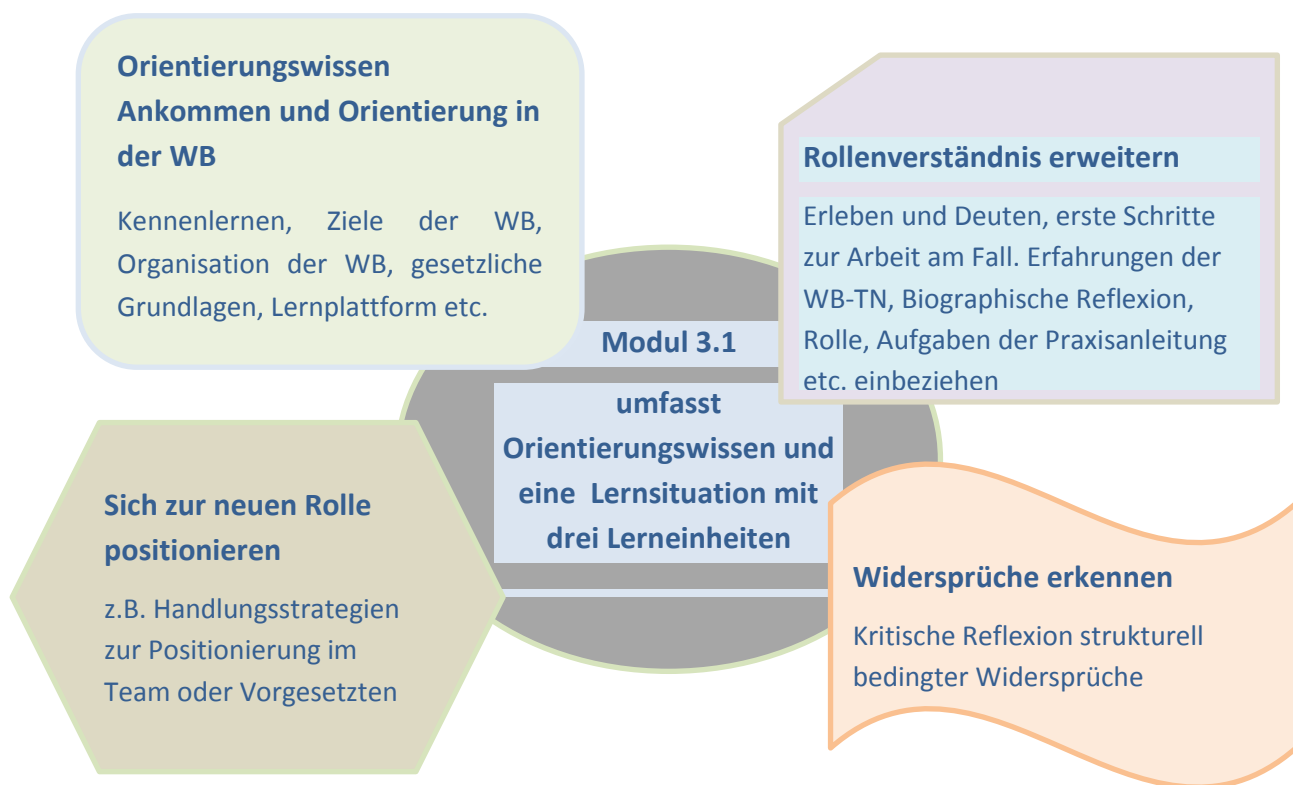 Orientierungswissen
Ankommen und Orientierung in
der WB
Kennenlernen, Ziele der WB,
Organisation der WB, gesetzliche
Grundlagen, Lernplattform etc.
Rollenverständnis erweitern
Erleben und Deuten, erste Schritte
zur Arbeit am Fall. Erfahrungen der
WB-TN, Biographische Reflexion,
Rolle, Aufgaben der Praxisanleitung
etc. einbeziehen
Modul 3.1
umfasst
Orientierungswissen und
eine Lernsituation mit
drei Lerneinheiten
Sich zur neuen Rolle
positionieren
z.B. Handlungsstrategien
zur Positionierung im
Team oder Vorgesetzten
Widersprüche erkennen
Kritische Reflexion strukturell
bedingter Widersprüche